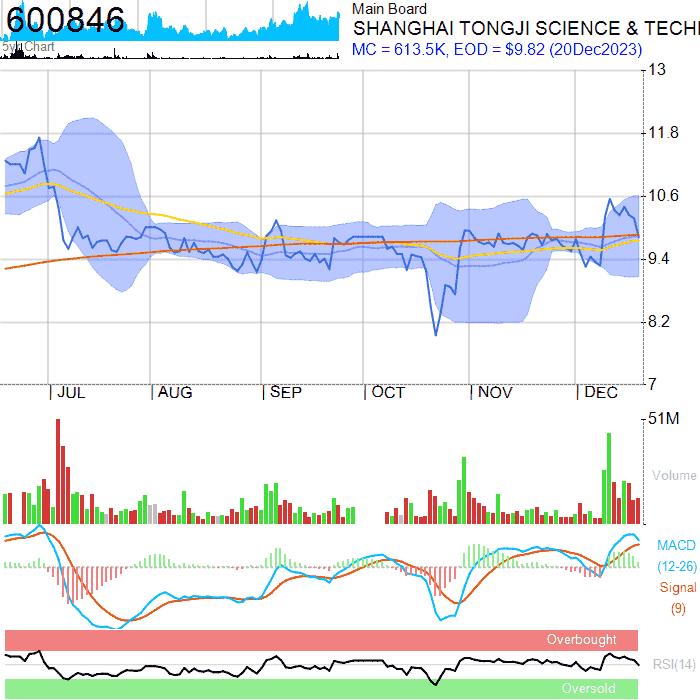 600846
5yr Chart
Main Board
SHANGHAI TONGJI SCIENCE & TECH
MC = 613.5K, EOD = $9.82 (20Dec2023)
13
11.8
10.6
9.4
8.2
7
JUL
AUG
SEP
OCT
NOV
DEC
51M
Volume
MACD
(12-26)
Signal
(9)
Overbought
RSI(14)
Oversold